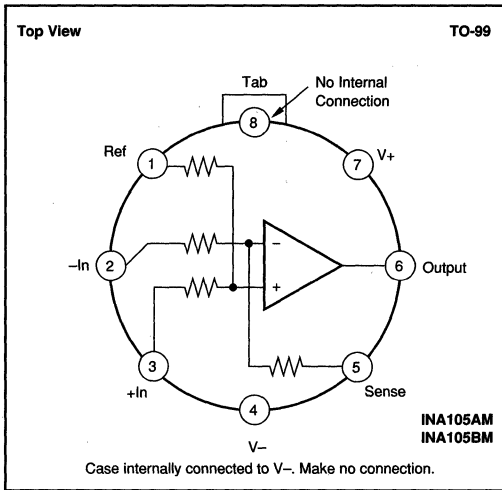 Top View
TO-99
Tab
No Internal
Connection
8
Ref
1
7
V+
–In
2
–
+
6
Output
3
+In
5
Sense
4
V–
INA105AM
INA105BM
Case internally connected to V–. Make no connection.